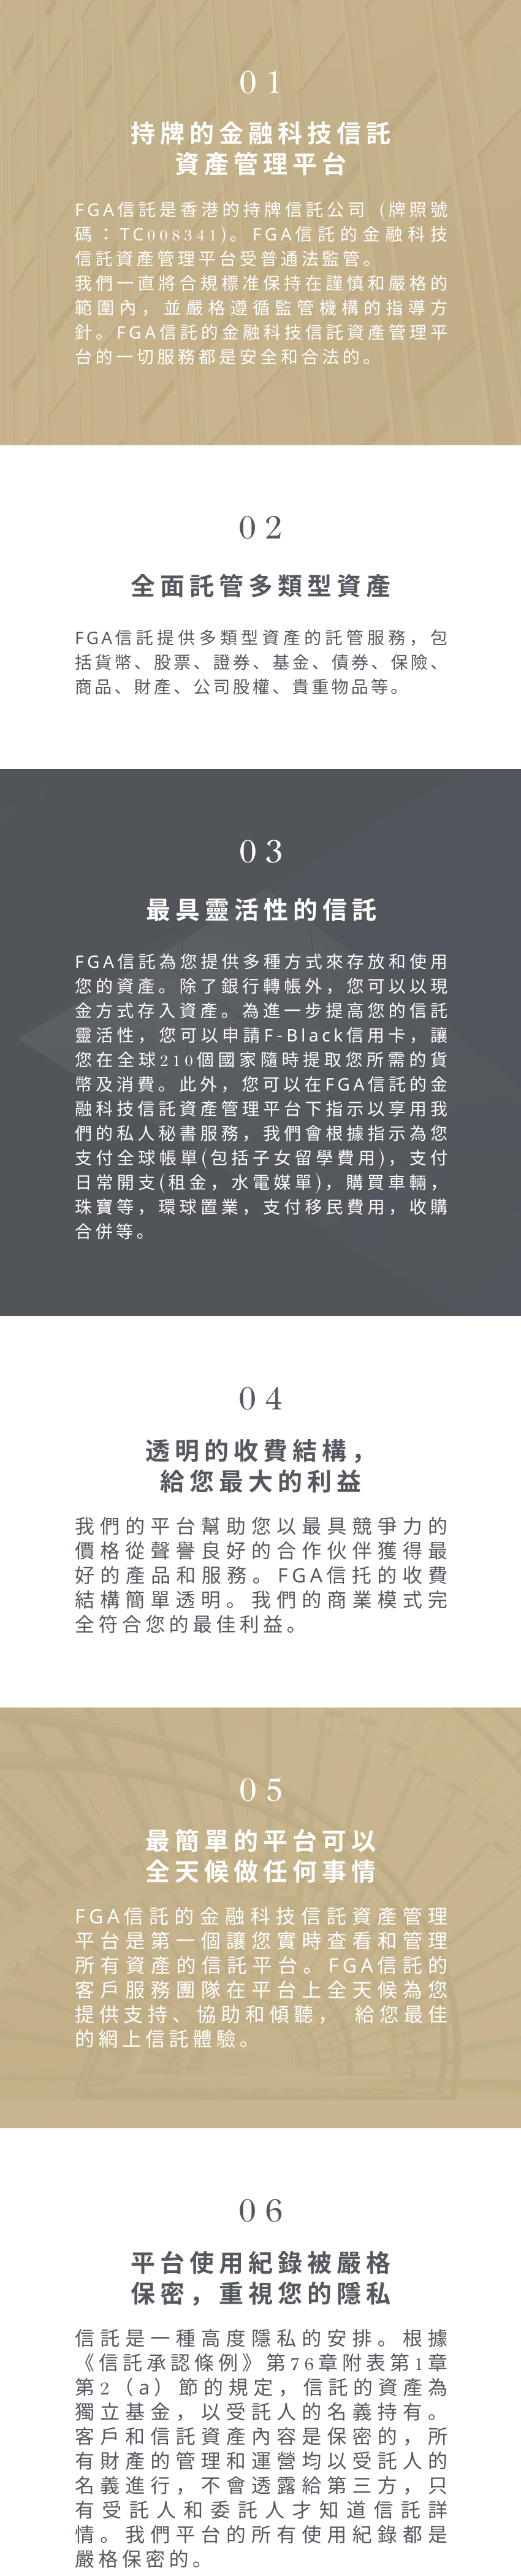 01
持牌的金融科技信託
資產管理平台
FGA信託是香港的持牌信託公司 (牌照號
碼：TC008341)。FGA信託的金融科技
信託資產管理平台受普通法監管。
我們一直將合規標准保持在謹慎和嚴格的
範圍內，並嚴格遵循監管機構的指導方
針。FGA信託的金融科技信託資產管理平
台的一切服務都是安全和合法的。
02
全面託管多類型資產
FGA信託提供多類型資產的託管服務，包
括貨幣、股票、證券、基金、債券、保險、
商品、財產、公司股權、貴重物品等。
03
最具靈活性的信託
FGA信託為您提供多種方式來存放和使用
您的資產。除了銀行轉帳外，您可以以現
金方式存入資產。為進一步提高您的信託
靈活性，您可以申請F-Black信用卡，讓
您在全球210個國家隨時提取您所需的貨
幣及消費。此外，您可以在FGA信託的金
融科技信託資產管理平台下指示以享用我
們的私人秘書服務，我們會根據指示為您
支付全球帳單(包括子女留學費用)，支付
日常開支(租金，水電媒單)，購買車輛，
珠寶等，環球置業，支付移民費用，收購
合併等。
04
透明的收費結構，
給您最大的利益
我們的平台幫助您以最具競爭力的
價格從聲譽良好的合作伙伴獲得最
好的產品和服務。FGA信托的收費
結構簡單透明。我們的商業模式完
全符合您的最佳利益。
05
最簡單的平台可以
全天候做任何事情
FGA信託的金融科技信託資產管理
平台是第一個讓您實時查看和管理
所有資產的信託平台。FGA信託的
客戶服務團隊在平台上全天候為您
提供支持、協助和傾聽， 給您最佳
的網上信託體驗。
06
平台使用紀錄被嚴格
保密，重視您的隱私
信託是一種高度隱私的安排。根據
《信託承認條例》第76章附表第1章
第2（a）節的規定，信託的資產為
獨立基金，以受託人的名義持有。
客戶和信託資產內容是保密的，所
有財產的管理和運營均以受託人的
名義進行，不會透露給第三方，只
有受託人和委託人才知道信託詳
情。我們平台的所有使用紀錄都是
嚴格保密的。